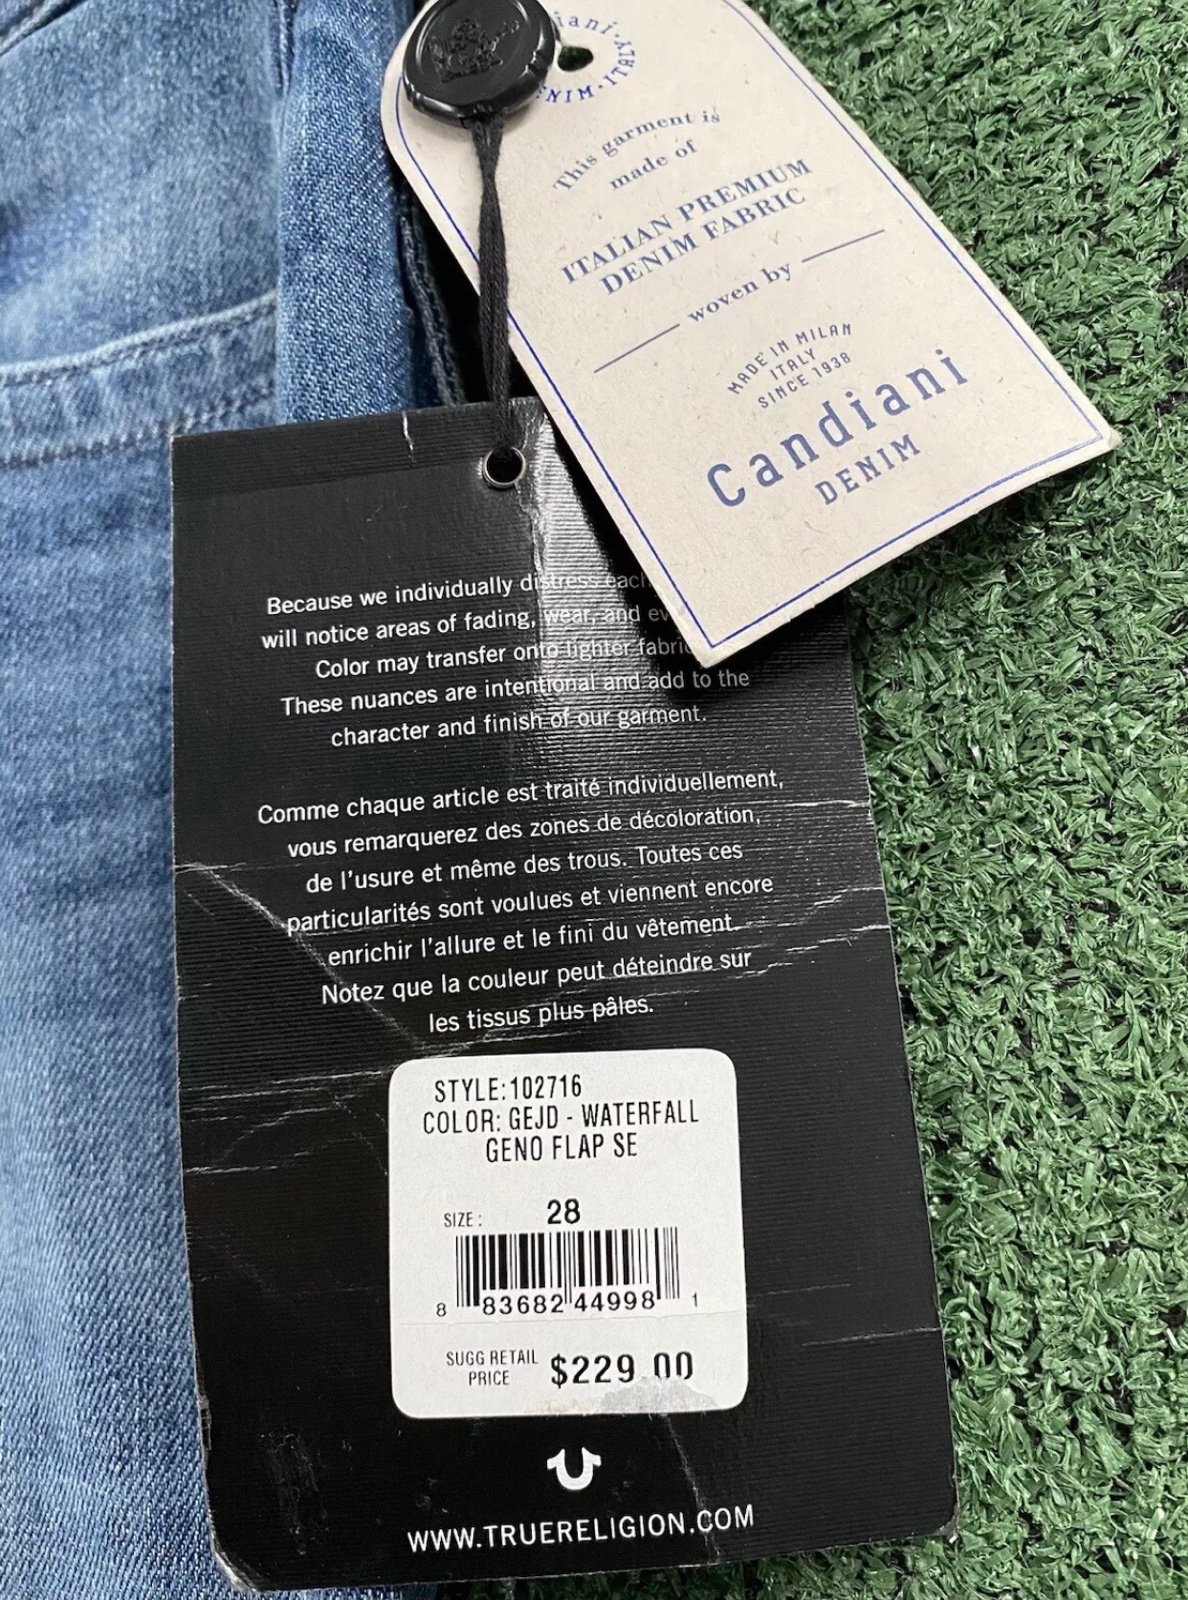 This garment is
made of
ITALIAN PREMIUM
DENIM FABRIC
woven by
MADE IN MILAN
ITALY
SINCE 1938
Candiani
DENIM
Because we individually distress each
will notice areas of fading, wear, and
Color may transfer onto lighter
These nuances are intentional and add to the
character and finish of our garment.
Comme chaque article est traité individuellement,
vous remarquerez des zones de décoloration,
de l'usure et même des trous. Toutes ces
particularités sont voulues et viennent encore
enrichir l'allure et le fini du vêtement.
Notez que la couleur peut déteindre sur
les tissus plus pâles.
STYLE:102716
COLOR: GEJD - WATERFALL
GENO FLAP SE
SIZE: 28
8 83682 44998 1
SUGG RETAIL
PRICE $229.00
WWW.TRUERELIGION.COM